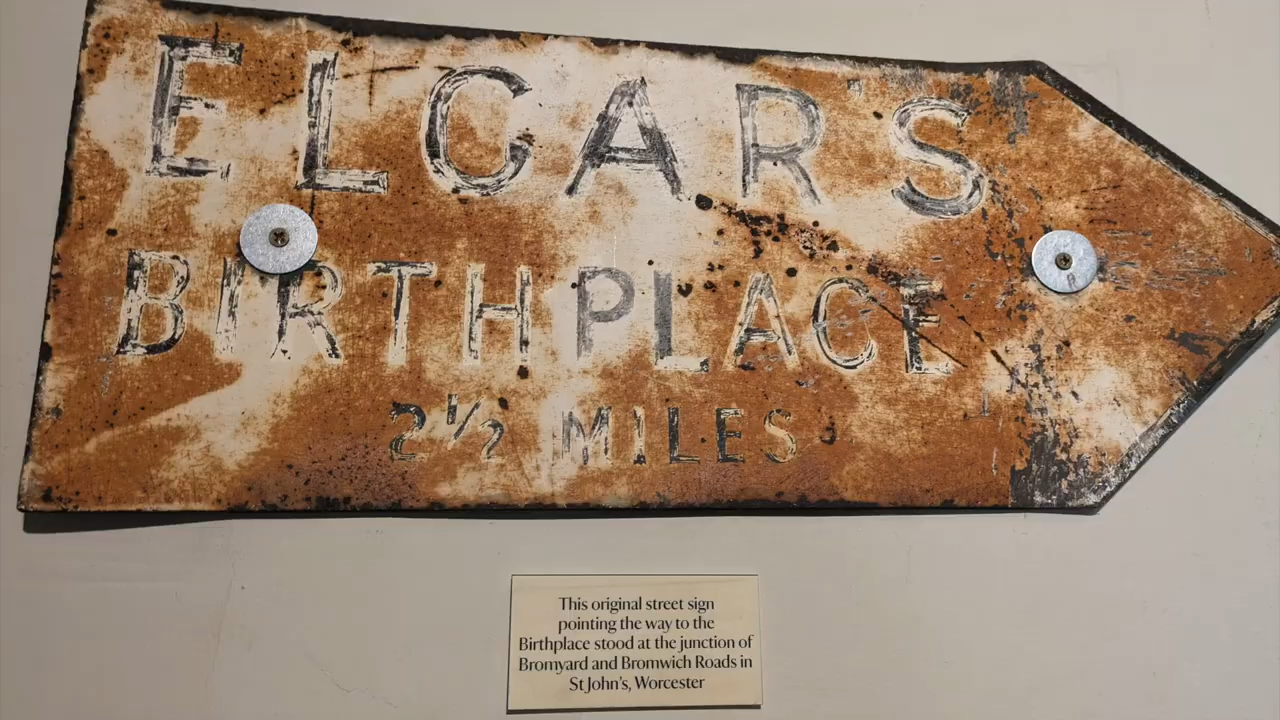 ELGAR'S
BIRTHPLACE
2½ MILES
This original street sign
pointing the way to the
Birthplace stood at the junction of
Bromyard and Bromwich Roads in
St John's, Worcester